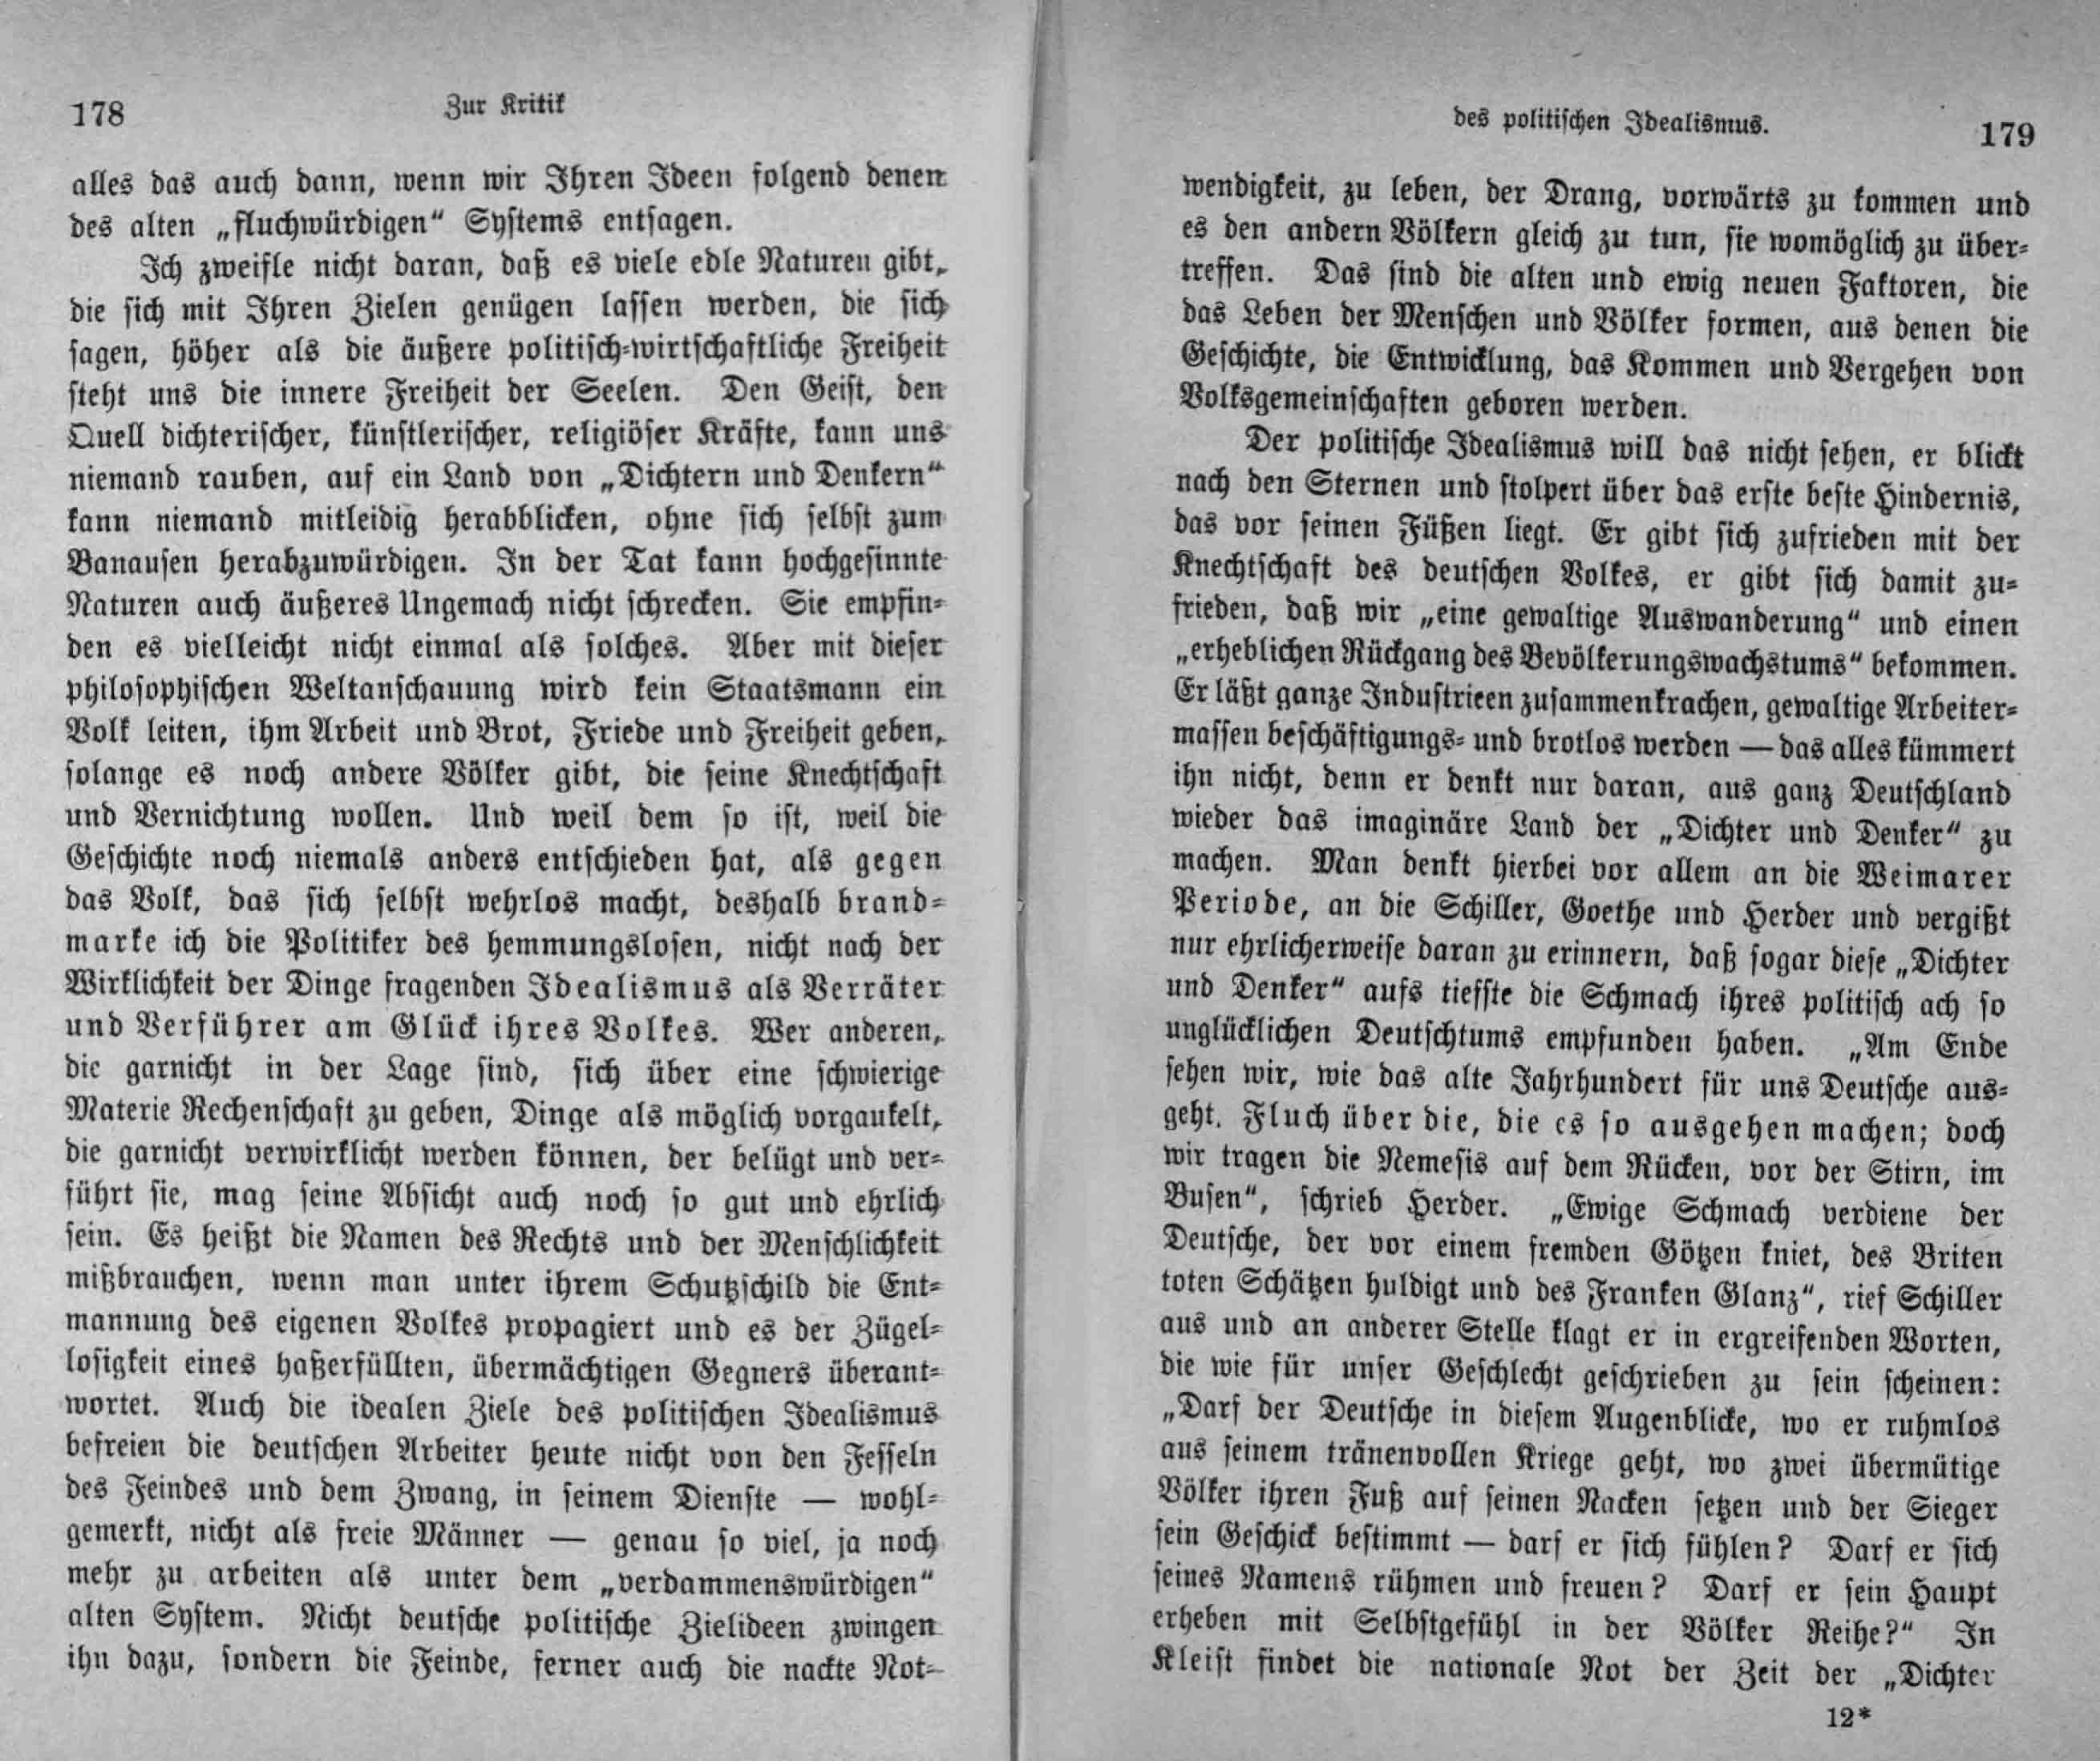 178
Zur Kritik
alles das auch dann, wenn wir Ihren Ideen folgend denen
des alten „fluchwürdigen“ Systems entsagen.
Ich zweifle nicht daran, daß es viele edle Naturen gibt,
die sich mit Ihren Zielen genügen lassen werden, die sich
sagen, höher als die äußere politisch-wirtschaftliche Freiheit
steht uns die innere Freiheit der Seelen. Den Geist, den
Quell dichterischer, künstlerischer, religiöser Kräfte, kann uns
niemand rauben, auf ein Land von „Dichtern und Denkern“
kann niemand mitleidig herabblicken, ohne sich selbst zum
Banausen herabzuwürdigen. In der Tat kann hochgesinnte
Naturen auch äußeres Ungemach nicht schrecken. Sie empfin-
den es vielleicht nicht einmal als solches. Aber mit dieser
philosophischen Weltanschauung wird kein Staatsmann ein
Volk leiten, ihm Arbeit und Brot, Friede und Freiheit geben,
solange es noch andere Völker gibt, die seine Knechtschaft
und Vernichtung wollen. Und weil dem so ist, weil die
Geschichte noch niemals anders entschieden hat, als gegen
das Volk, das sich selbst wehrlos macht, deshalb brand-
marke ich die Politiker des hemmungslosen, nicht nach der
Wirklichkeit der Dinge fragenden Idealismus als Verräter
und Verführer am Glück ihres Volkes. Wer anderen,
die garnicht in der Lage sind, sich über eine schwierige
Materie Rechenschaft zu geben, Dinge als möglich vorgaukelt,
die garnicht verwirklicht werden können, der belügt und ver-
führt sie, mag seine Absicht auch noch so gut und ehrlich
sein. Es heißt die Namen des Rechts und der Menschlichkeit
mißbrauchen, wenn man unter ihrem Schutzschild die Ent-
mannung des eigenen Volkes propagiert und es der Zügel-
losigkeit eines haßerfüllten, übermächtigen Gegners überant-
wortet. Auch die idealen Ziele des politischen Idealismus
befreien die deutschen Arbeiter heute nicht von den Fesseln
des Feindes und dem Zwang, in seinem Dienste — wohl-
gemerkt, nicht als freie Männer — genau so viel, ja noch
mehr zu arbeiten als unter dem „verdammenswürdigen“
alten System. Nicht deutsche politische Zielideen zwingen
ihn dazu, sondern die Feinde, ferner auch die nackte Not-
des politischen Idealismus.
179
wendigkeit, zu leben, der Drang, vorwärts zu kommen und
es den andern Völkern gleich zu tun, sie womöglich zu über-
treffen. Das sind die alten und ewig neuen Faktoren, die
das Leben der Menschen und Völker formen, aus denen die
Geschichte, die Entwicklung, das Kommen und Vergehen von
Volksgemeinschaften geboren werden.
Der politische Idealismus will das nicht sehen, er blickt
nach den Sternen und stolpert über das erste beste Hindernis,
das vor seinen Füßen liegt. Er gibt sich zufrieden mit der
Knechtschaft des deutschen Volkes, er gibt sich damit zu-
frieden, daß wir „eine gewaltige Auswanderung“ und einen
„erheblichen Rückgang des Bevölkerungswachstums“ bekommen.
Er läßt ganze Industrieen zusammenkrachen, gewaltige Arbeiter-
massen beschäftigungs- und brotlos werden — das alles kümmert
ihn nicht, denn er denkt nur daran, aus ganz Deutschland
wieder das imaginäre Land der „Dichter und Denker“ zu
machen. Man denkt hierbei vor allem an die Weimarer
Periode, an die Schiller, Goethe und Herder und vergißt
nur ehrlicherweise daran zu erinnern, daß sogar diese „Dichter
und Denker“ aufs tiefste die Schmach ihres politisch ach so
unglücklichen Deutschtums empfunden haben. „Am Ende
sehen wir, wie das alte Jahrhundert für uns Deutsche aus-
geht. Fluch über die, die es so ausgehen machen; doch
wir tragen die Nemesis auf dem Rücken, vor der Stirn, im
Busen“, schrieb Herder. „Ewige Schmach verdiene der
Deutsche, der vor einem fremden Götzen kniet, des Briten
toten Schätzen huldigt und des Franken Glanz“, rief Schiller
aus und an anderer Stelle klagt er in ergreifenden Worten,
die wie für unser Geschlecht geschrieben zu sein scheinen:
„Darf der Deutsche in diesem Augenblicke, wo er ruhmlos
aus seinem tränenvollen Kriege geht, wo zwei übermütige
Völker ihren Fuß auf seinen Nacken setzen und der Sieger
sein Geschick bestimmt — darf er sich fühlen? Darf er sich
seines Namens rühmen und freuen? Darf er sein Haupt
erheben mit Selbstgefühl in der Völker Reihe?“ In
Kleist findet die nationale Not der Zeit der „Dichter
12*